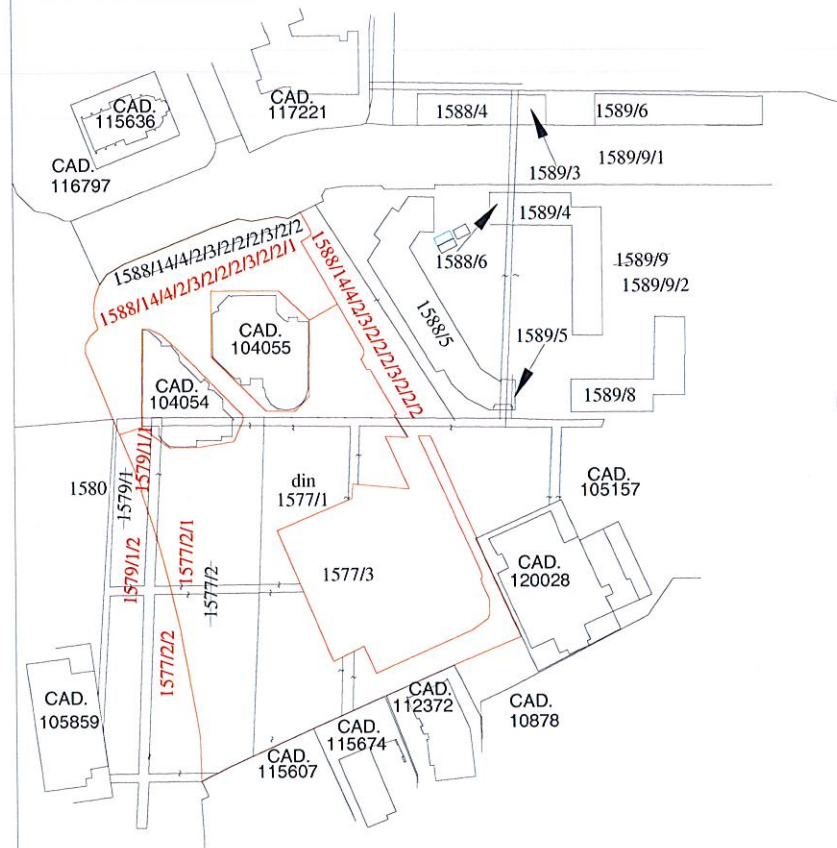 CAD.
115636
CAD.
117221
1588/4
1589/6
1589/3
1589/9/1
CAD.
116797
1588/14/4/2/3/2/2/2/3/2/2
1588/14/4/2/3/2/2/2/3/2/2/1
1588/14/4/2/3/2/2/2/3/2/2/2
1589/4
1588/6
1589/9
1589/9/2
1588/5
CAD.
104055
1589/5
CAD.
104054
1589/8
1580
1579/1
1579/1/1
din
1577/1
CAD.
105157
1579/1/2
1577/2/1
1577/2
1577/3
CAD.
120028
1577/2/2
CAD.
105859
CAD.
112372
CAD.
10878
CAD.
115674
CAD.
115607